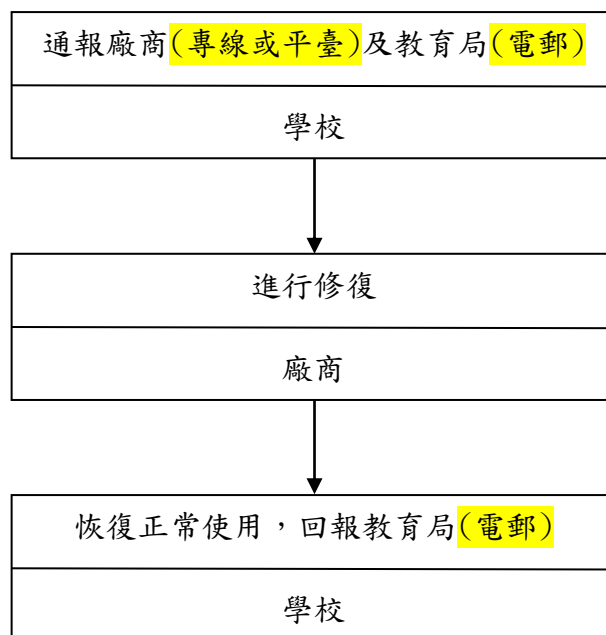 通報廠商(專線或平臺)及教育局(電郵)
學校
進行修復
廠商
恢復正常使用，回報教育局(電郵)
學校